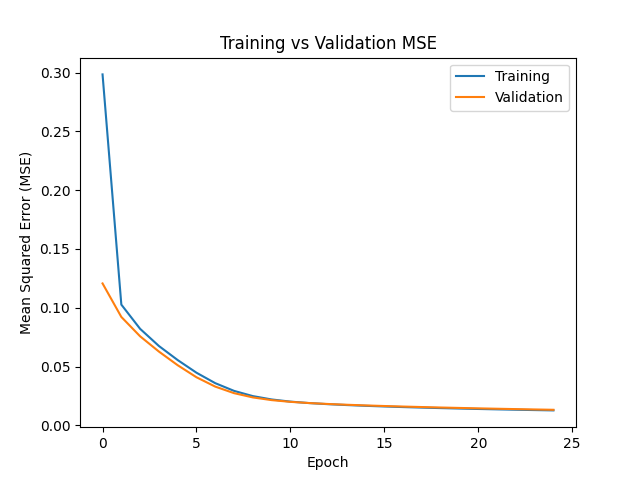 Training vs Validation MSE
Training
Validation
Mean Squared Error (MSE)
0.30
0.25
0.20
0.15
0.10
0.05
0.00
0 5 10 15 20 25
Epoch